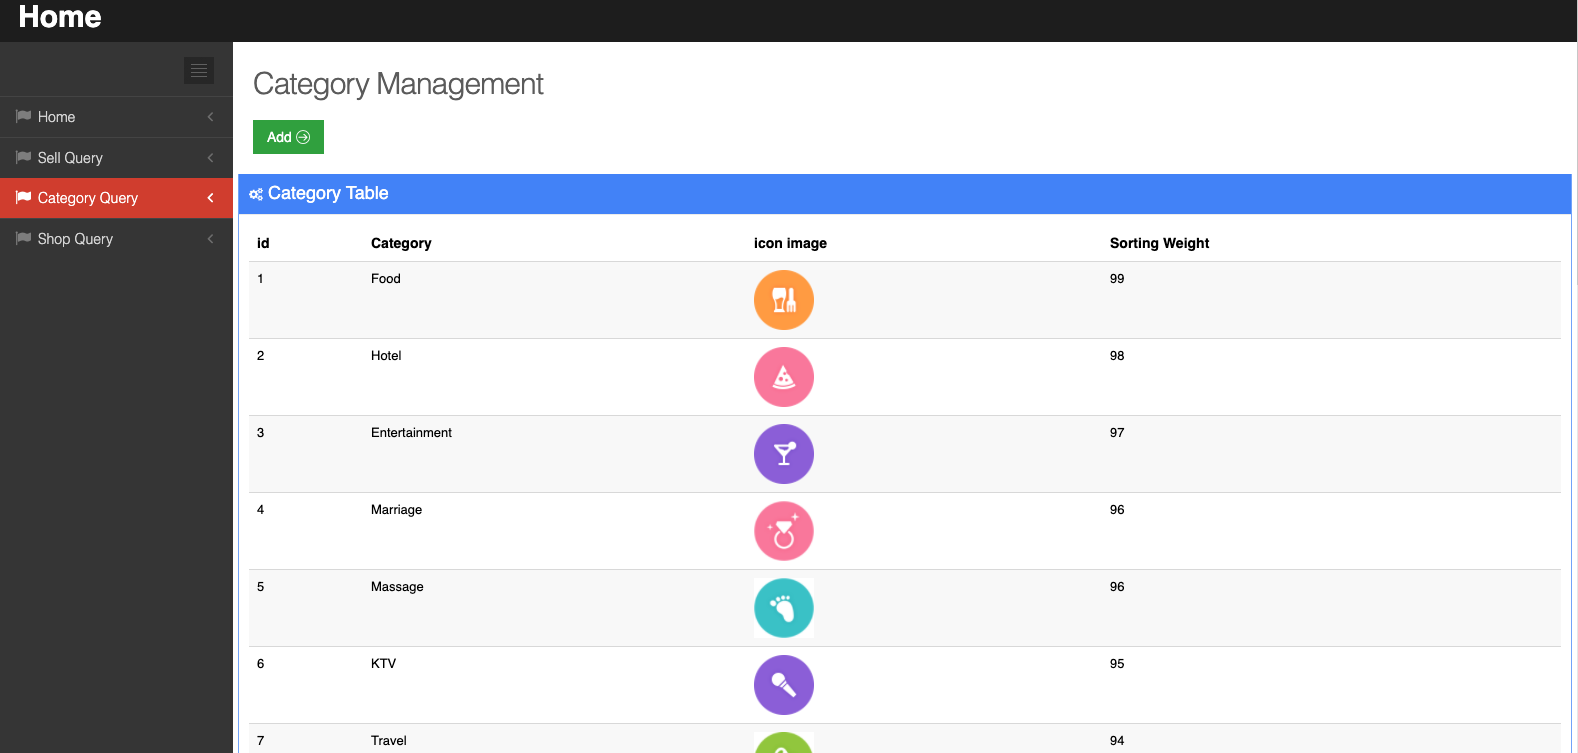 Home
Home
Sell Query
Category Query
Shop Query
Category Management
Add
Category Table
id Category icon image Sorting Weight
1 Food 99
2 Hotel 98
3 Entertainment 97
4 Marriage 96
5 Massage 96
6 KTV 95
7 Travel 94